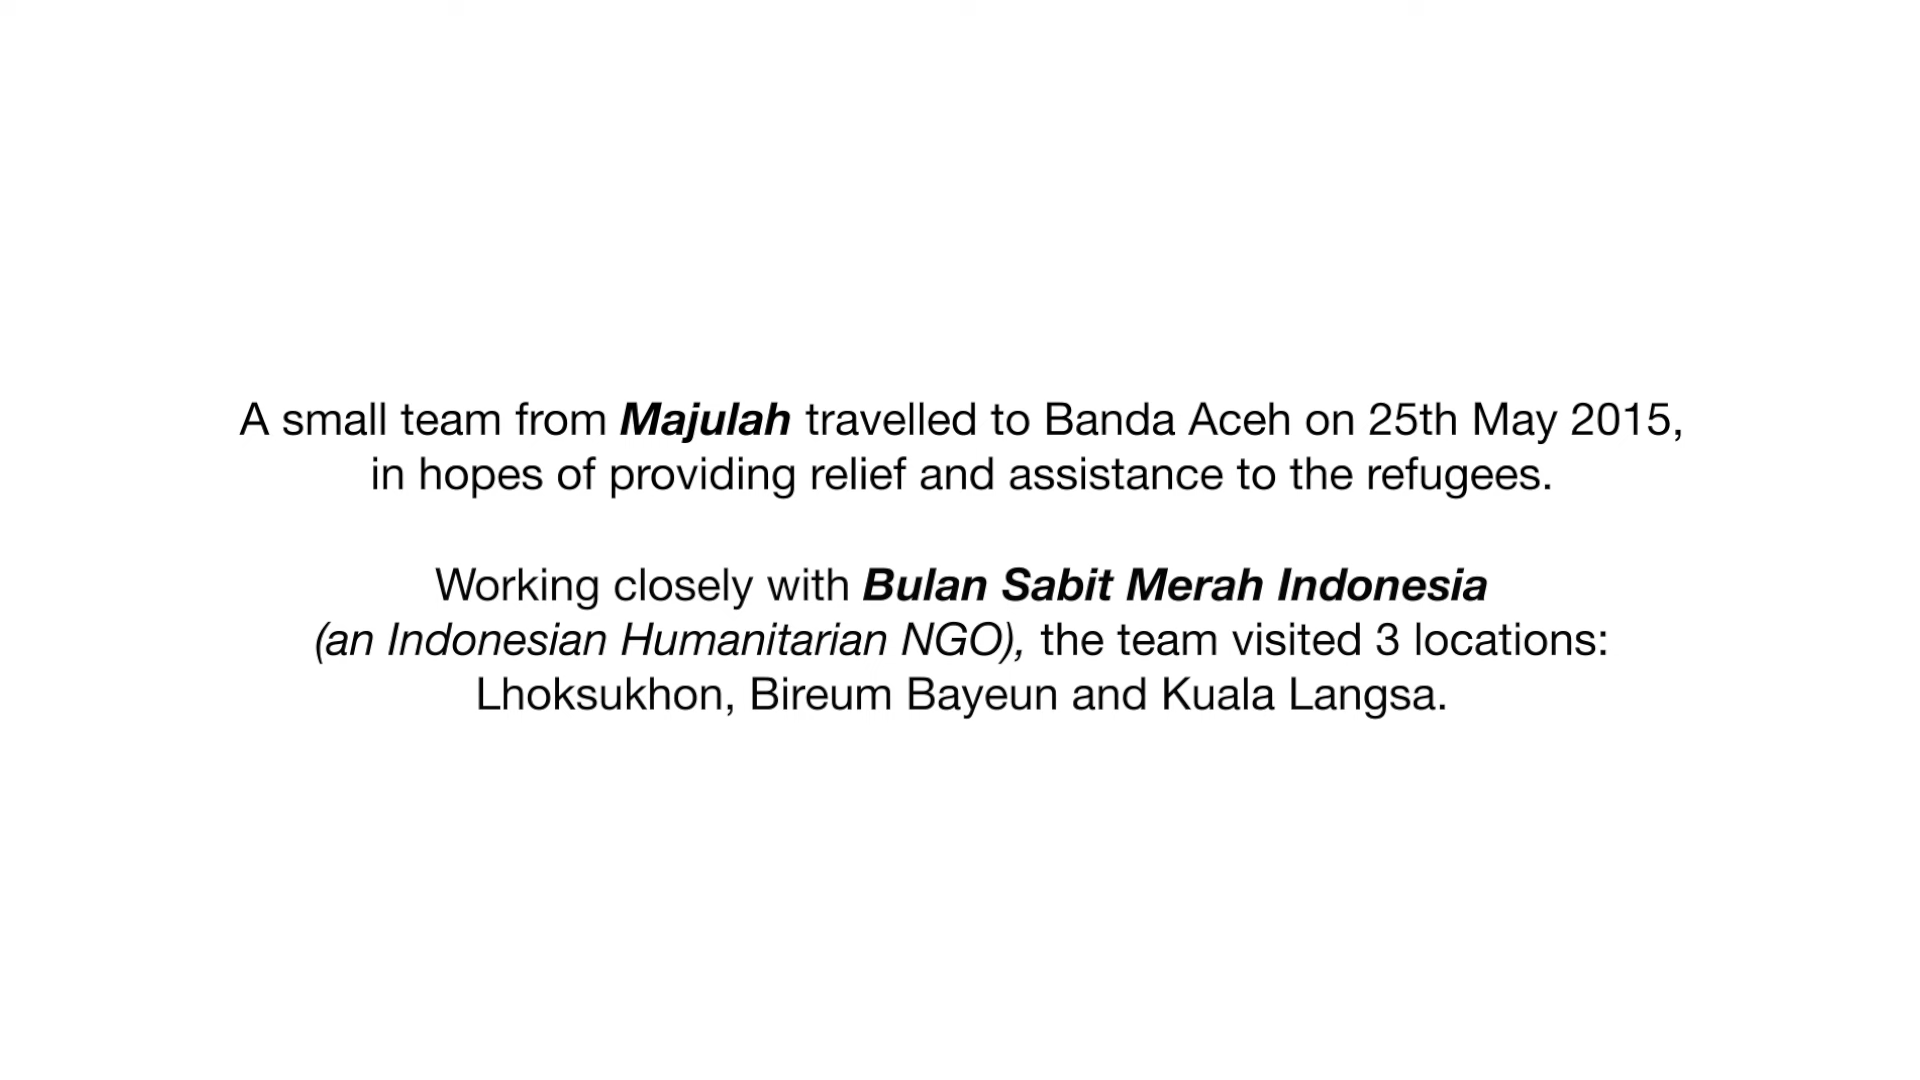 A small team from Majulah travelled to Banda Aceh on 25th May 2015,
in hopes of providing relief and assistance to the refugees.
Working closely with Bulan Sabit Merah Indonesia
(an Indonesian Humanitarian NGO), the team visited 3 locations:
Lhoksukhon, Bireum Bayeun and Kuala Langsa.